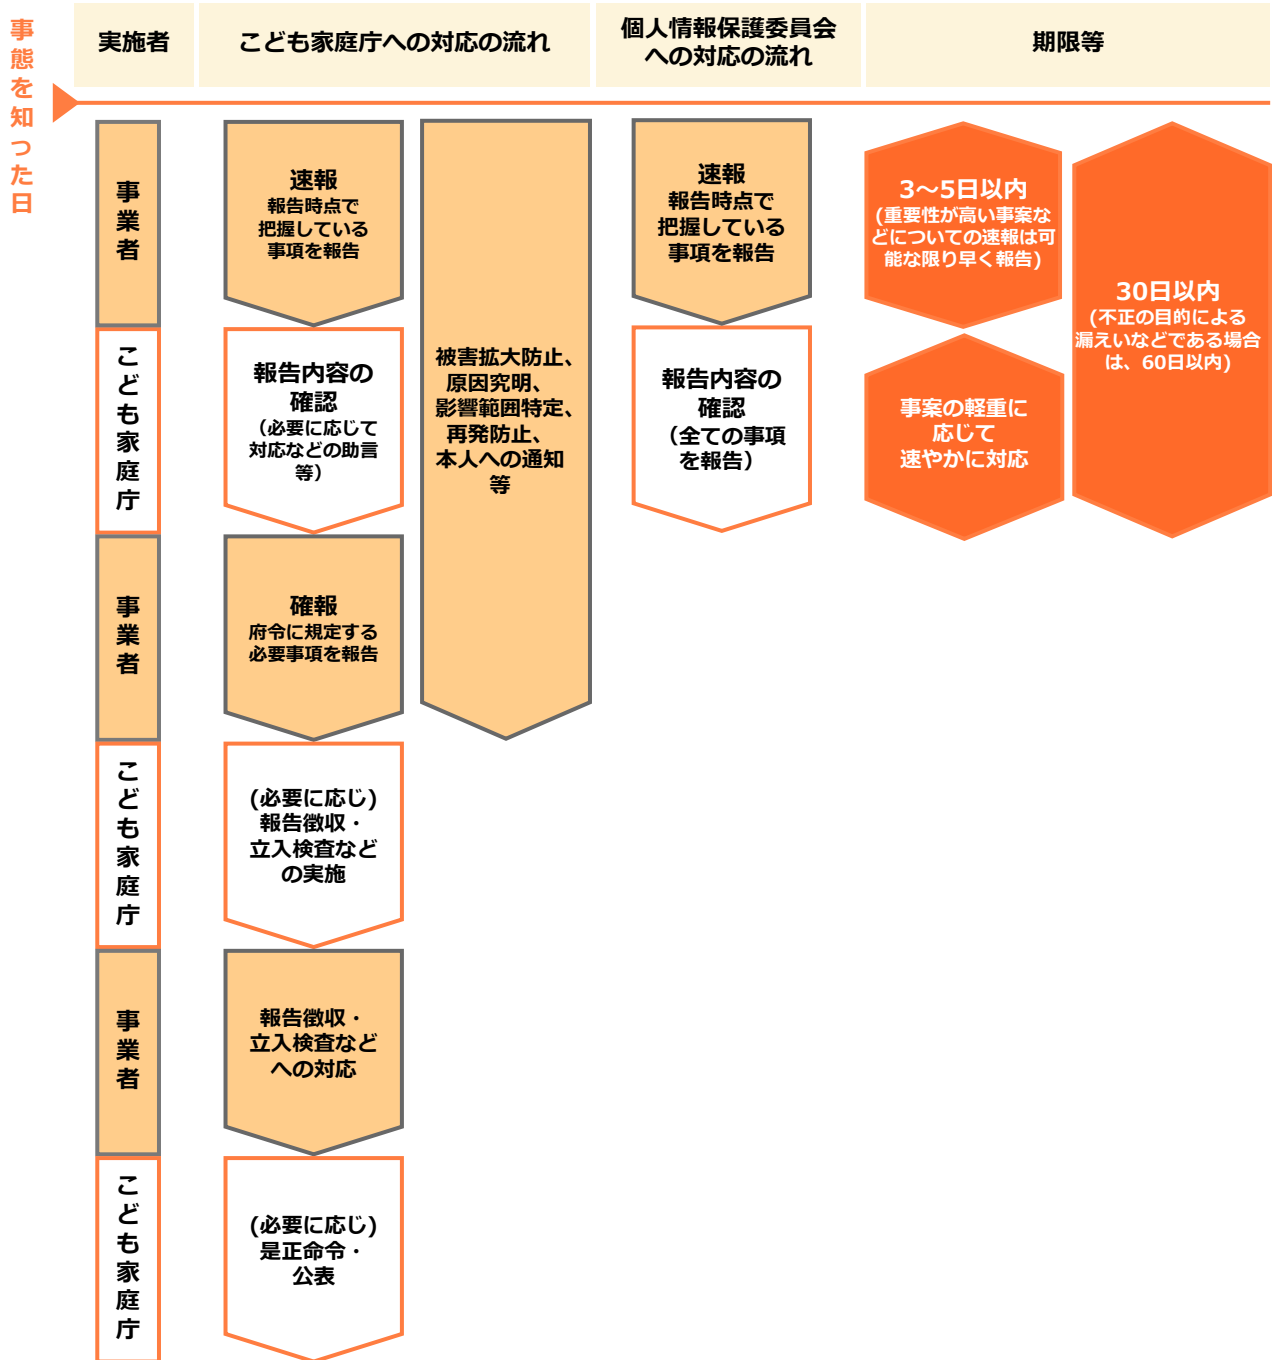 事態を知った日
実施者
こども家庭庁への対応の流れ
個人情報保護委員会
への対応の流れ
期限等
事業者
速報
報告時点で
把握している
事項を報告
被害拡大防止、
原因究明、
影響範囲特定、
再発防止、
本人への通知
等
速報
報告時点で
把握している
事項を報告
3～5日以内
(重要性が高い事案な
どについての速報は可
能な限り早く報告)
30日以内
(不正の目的による
漏えいなどである場合
は、60日以内)
こども家庭庁
報告内容の
確認
（必要に応じて
対応などの助言
等）
報告内容の
確認
（全ての事項
を報告）
事案の軽重に
応じて
速やかに対応
事業者
確報
府令に規定する
必要事項を報告
こども家庭庁
(必要に応じ)
報告徴収・
立入検査など
の実施
事業者
報告徴収・
立入検査など
への対応
こども家庭庁
(必要に応じ)
是正命令・
公表